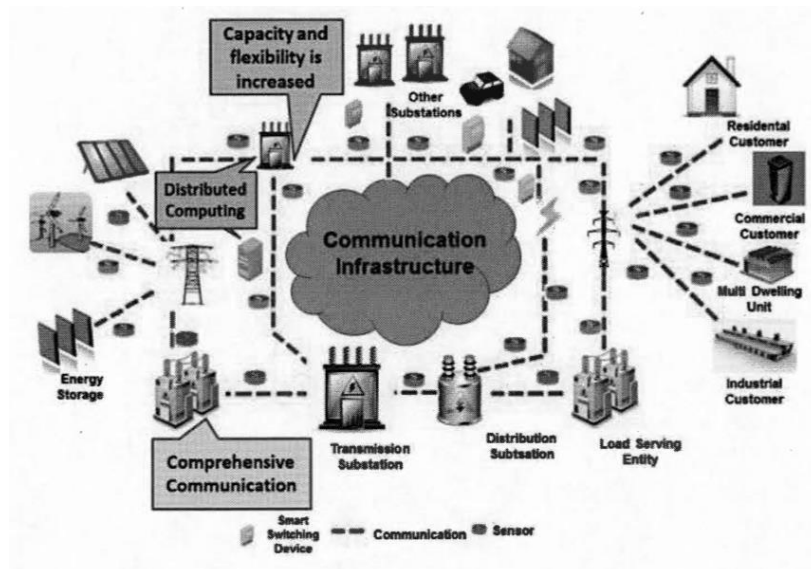 Capacity and
flexibility is
increased
Other
Substations
Residental
Customer
Distributed
Computing
Commercial
Customer
Communication
Infrastructure
Multi Dwelling
Unit
Energy
Storage
Industrial
Customer
Transmission
Substation
Distribution
Subtsation
Load Serving
Entity
Comprehensive
Communication
Smart
Switching
Device
Communication
Sensor